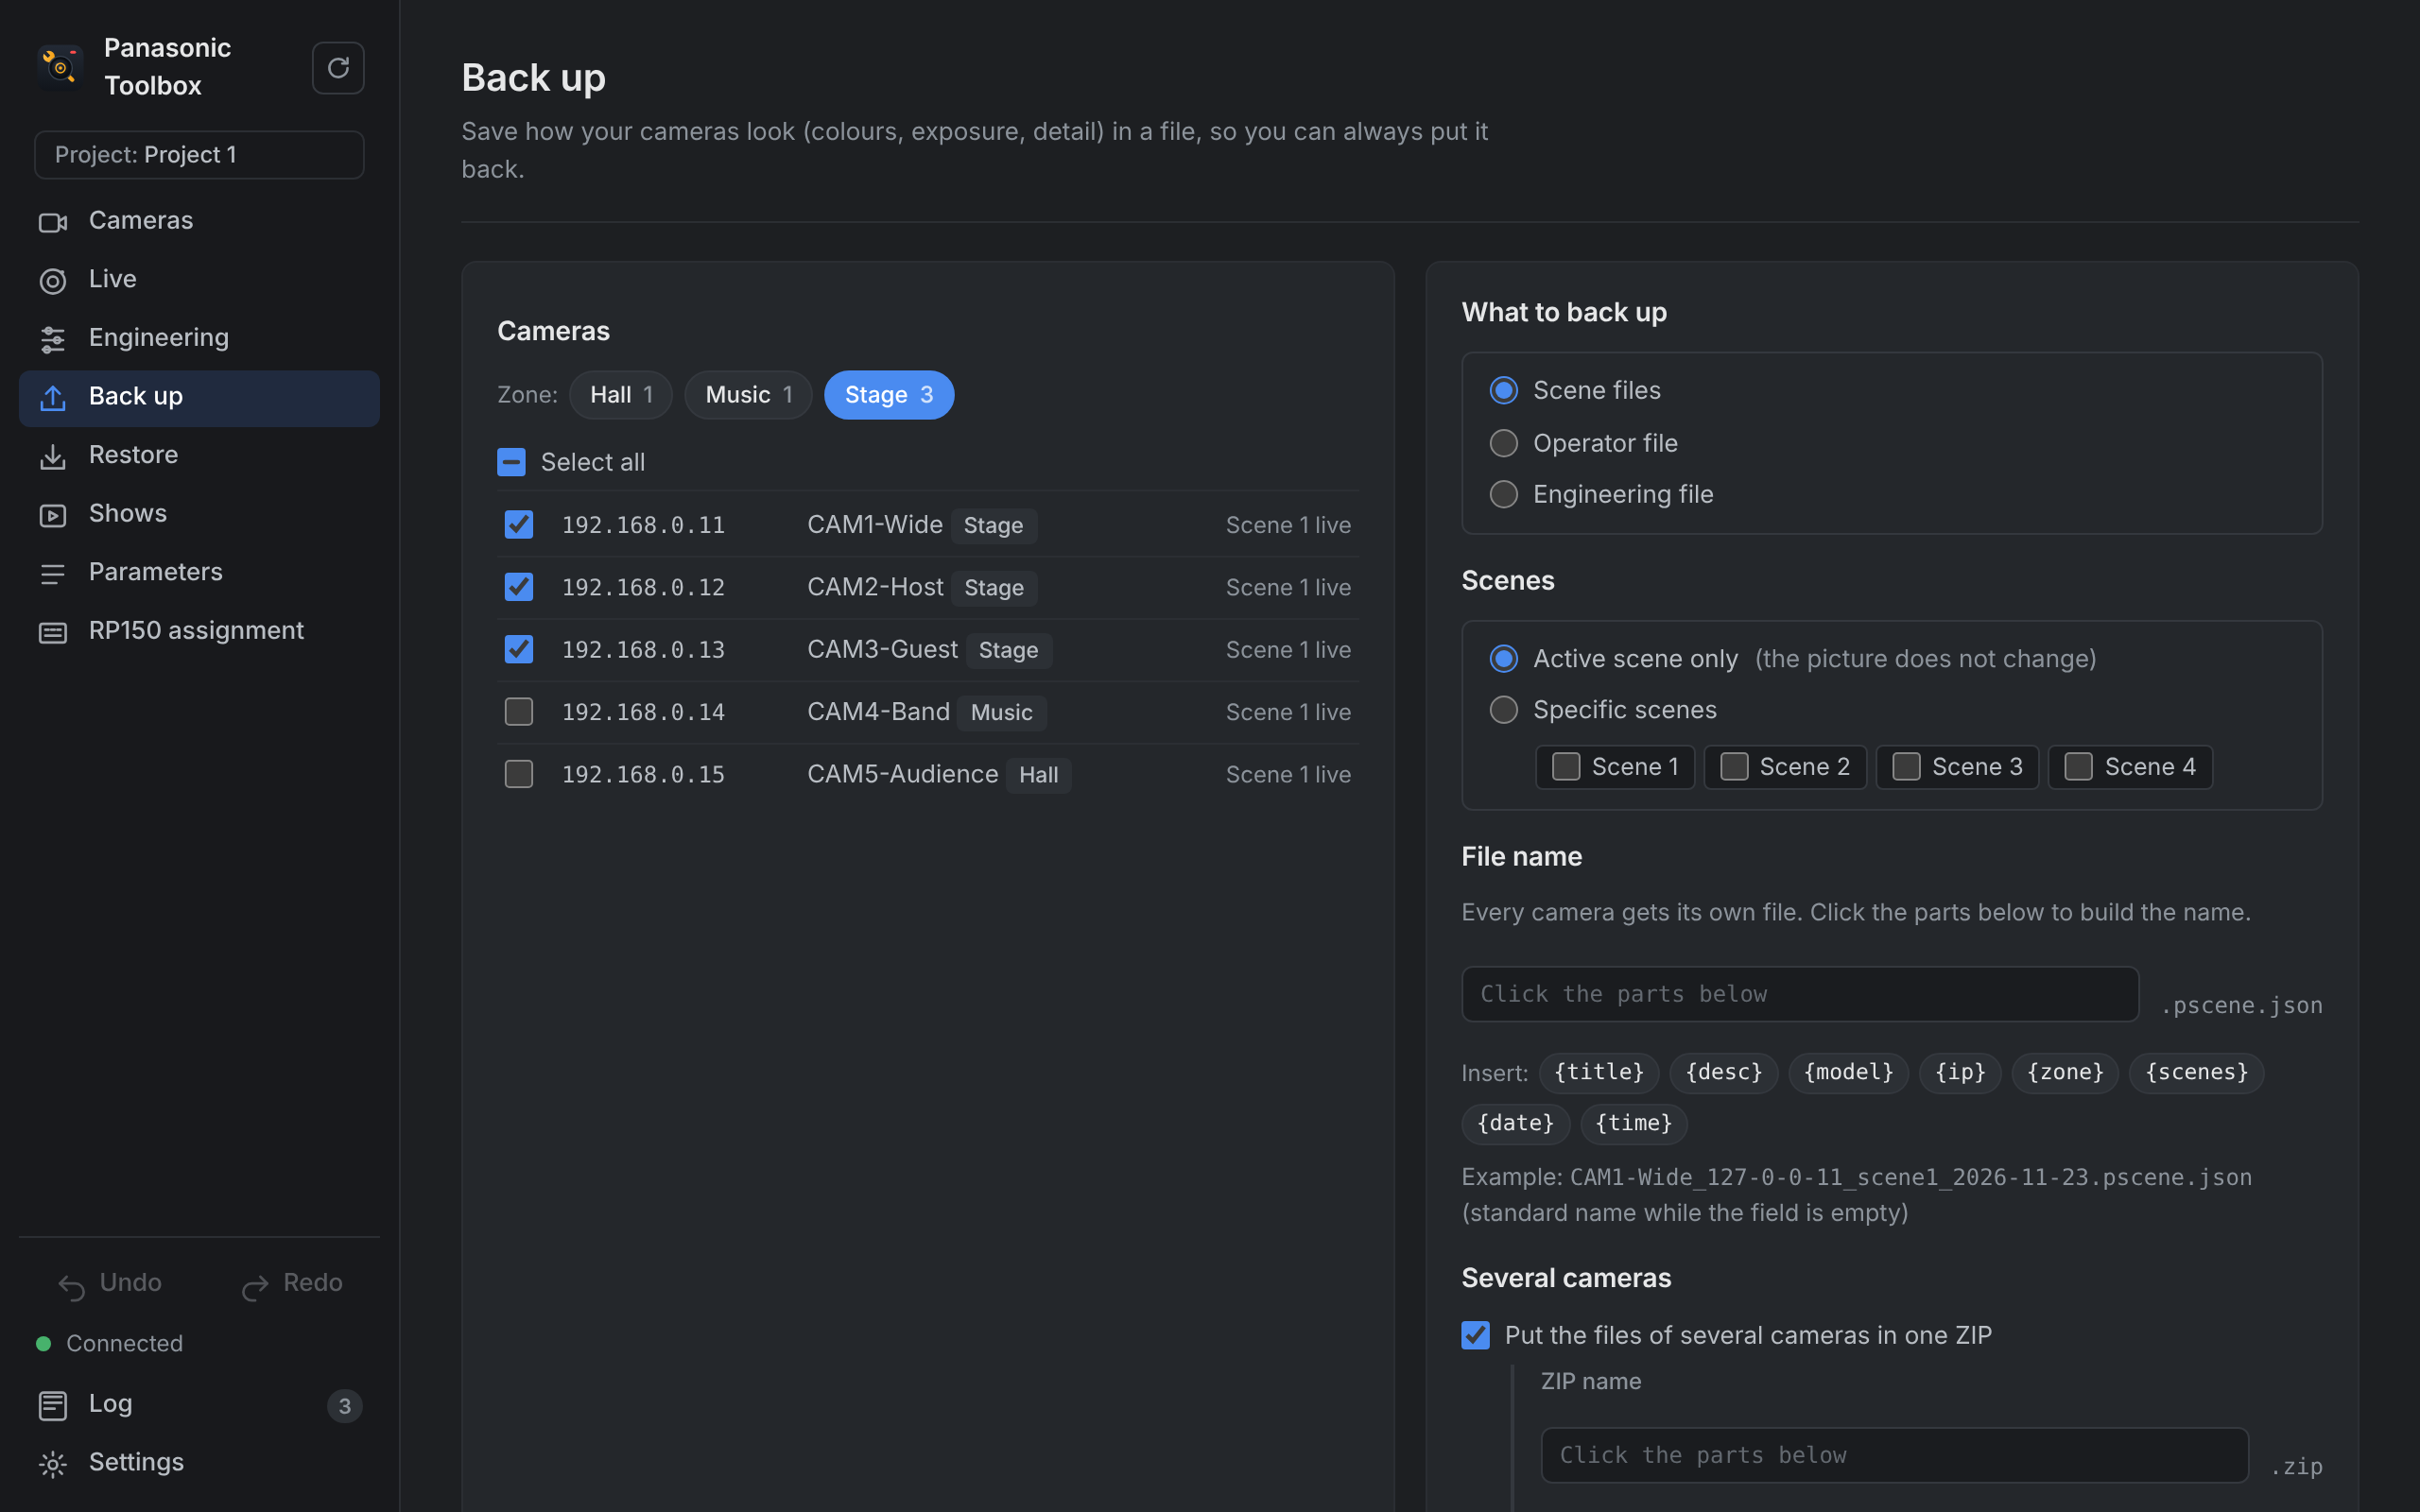 Panasonic
Toolbox
Project: Project 1
Cameras
Live
Engineering
Back up
Restore
Shows
Parameters
RP150 assignment
Undo Redo
Connected
Log 3
Settings
Back up
Save how your cameras look (colours, exposure, detail) in a file, so you can always put it
back.
Cameras
Zone: Hall 1 Music 1 Stage 3
Select all
192.168.0.11 CAM1-Wide Stage Scene 1 live
192.168.0.12 CAM2-Host Stage Scene 1 live
192.168.0.13 CAM3-Guest Stage Scene 1 live
192.168.0.14 CAM4-Band Music Scene 1 live
192.168.0.15 CAM5-Audience Hall Scene 1 live
What to back up
Scene files
Operator file
Engineering file
Scenes
Active scene only (the picture does not change)
Specific scenes
Scene 1 Scene 2 Scene 3 Scene 4
File name
Every camera gets its own file. Click the parts below to build the name.
Click the parts below .pscene.json
Insert: {title} {desc} {model} {ip} {zone} {scenes}
{date} {time}
Example: CAM1-Wide_127-0-0-11_scene1_2026-11-23.pscene.json
(standard name while the field is empty)
Several cameras
Put the files of several cameras in one ZIP
ZIP name
Click the parts below .zip